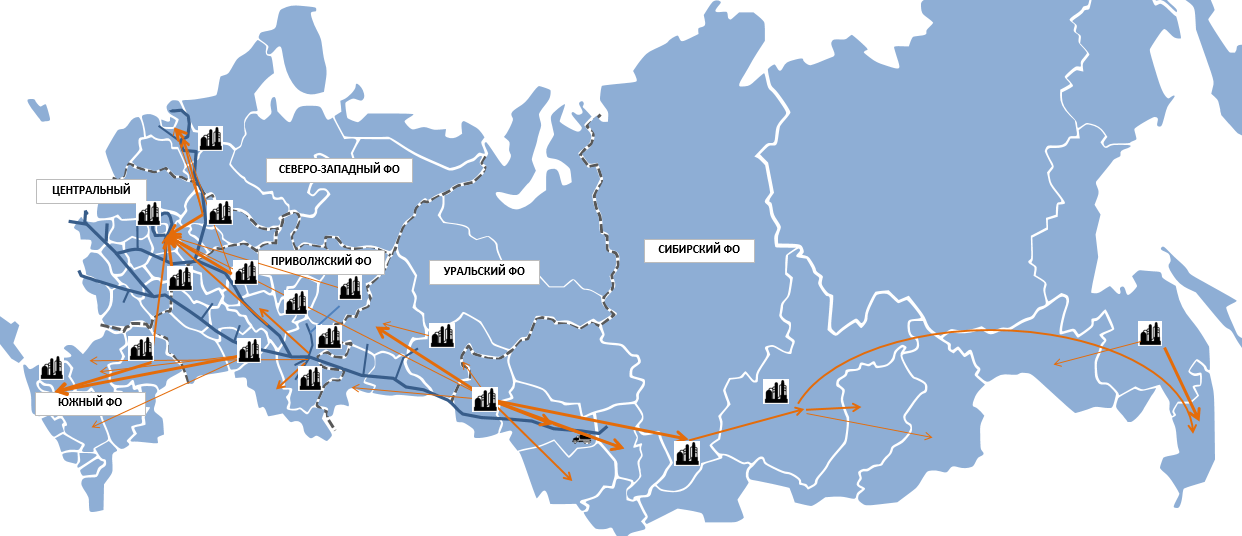 СЕВЕРО-ЗАПАДНЫЙ ФО
ЦЕНТРАЛЬНЫЙ
ПРИВОЛЖСКИЙ ФО
УРАЛЬСКИЙ ФО
СИБИРСКИЙ ФО
ЮЖНЫЙ ФО